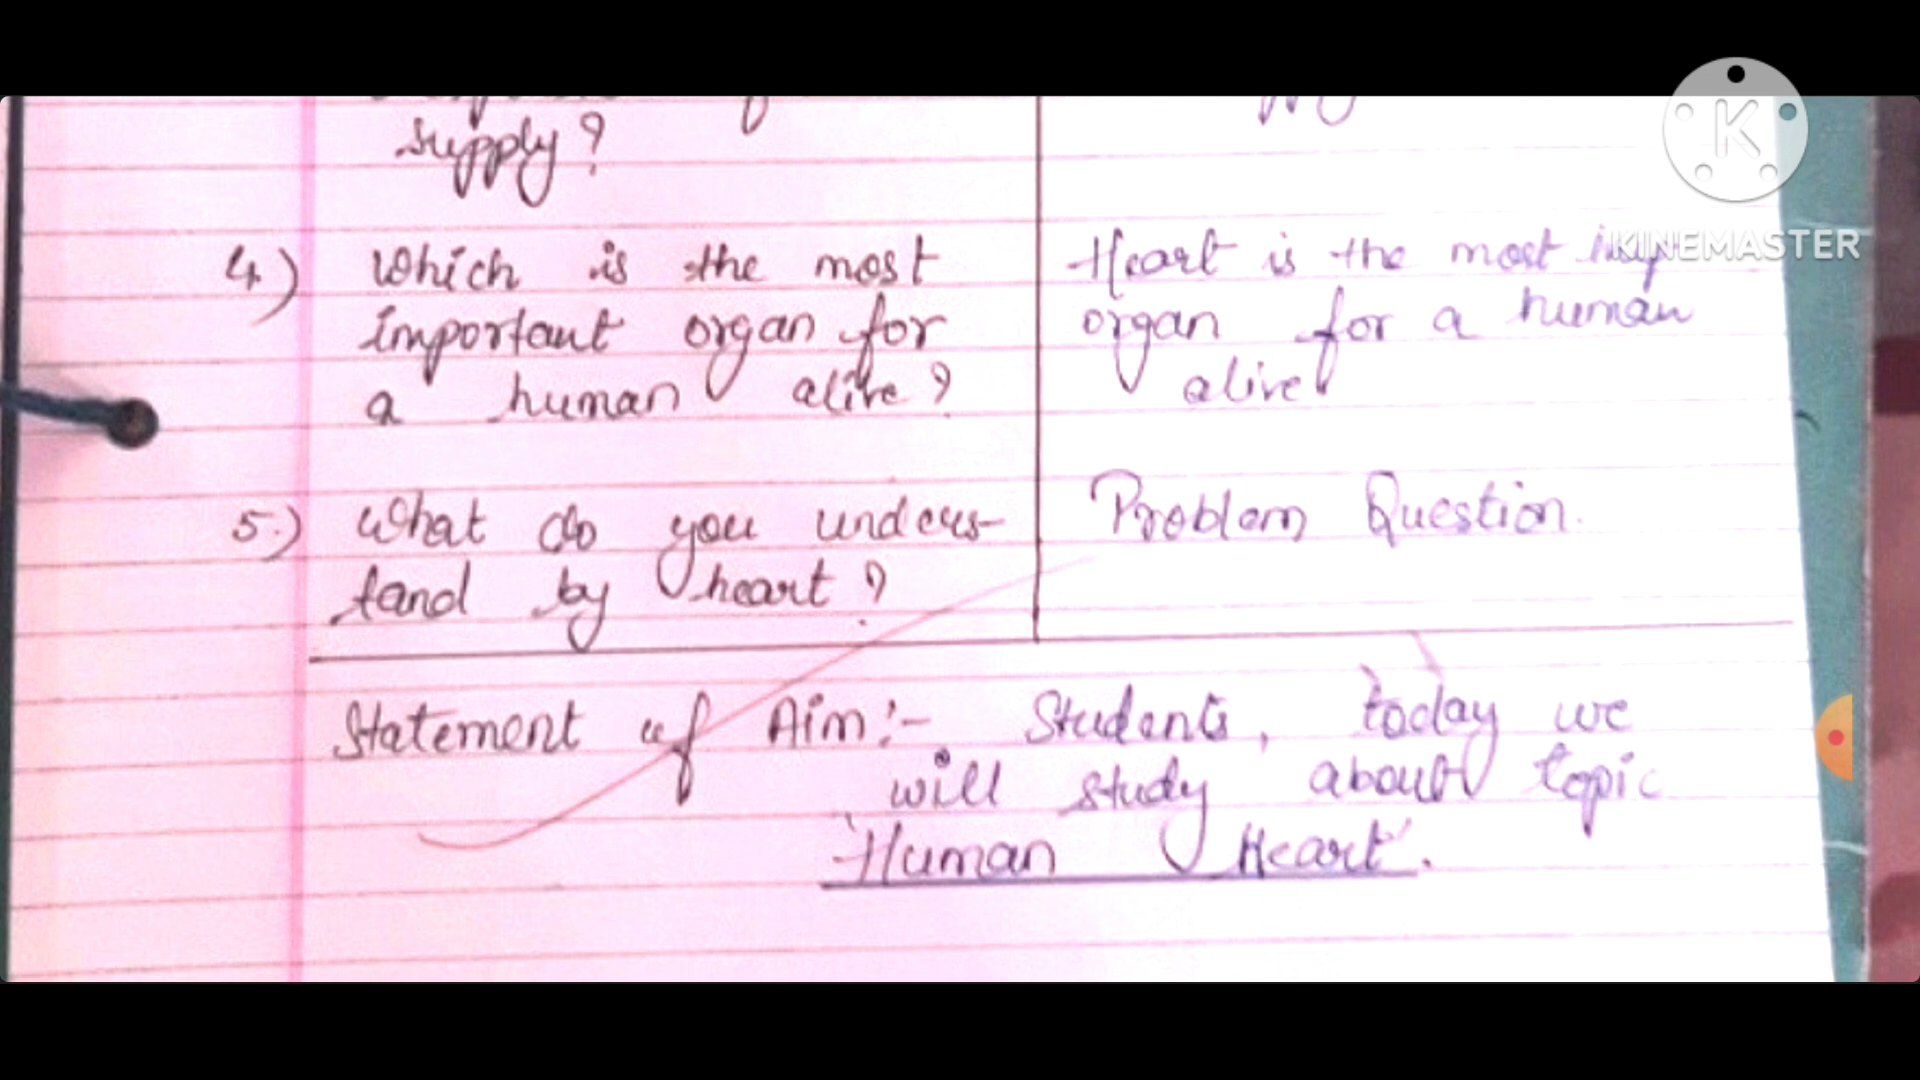 supply?
4.) Which is the most
important organ for
a human alive?
Heart is the most imp
organ for a human
alive
5.) What do you unders-
tand by heart?
Problem Question.
Statement of Aim:- Students, today we
will study about topic
'Human Heart'.
K
KINEMASTER